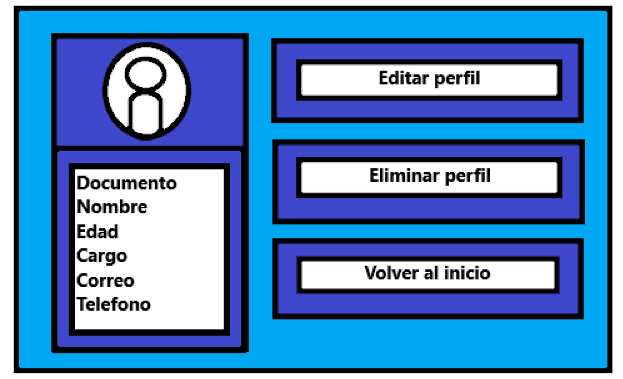 Documento
Nombre
Edad
Cargo
Correo
Telefono
Editar perfil
Eliminar perfil
Volver al inicio